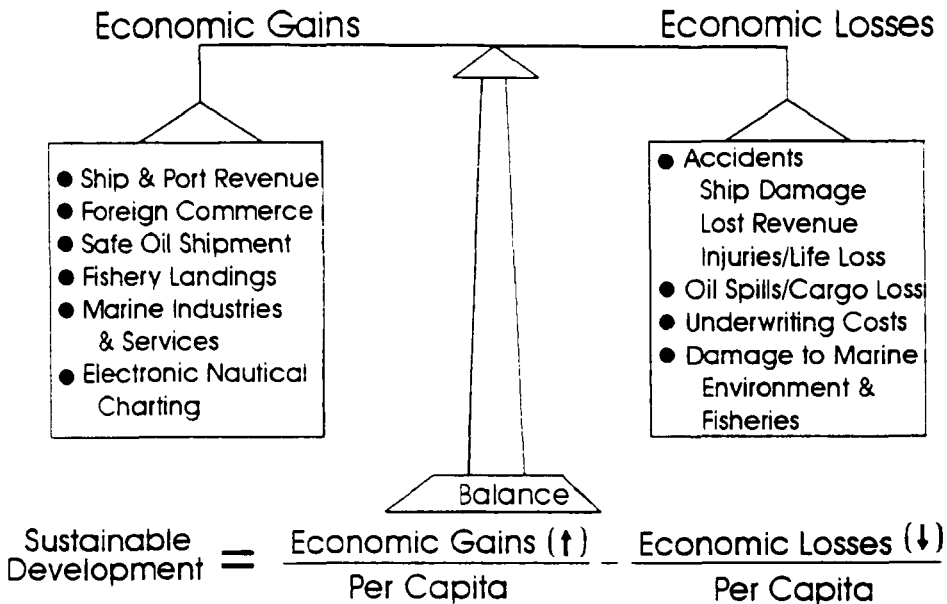 Economic Gains
Economic Losses
● Ship & Port Revenue
● Foreign Commerce
● Safe Oil Shipment
● Fishery Landings
● Marine Industries
& Services
● Electronic Nautical
Charting
● Accidents
Ship Damage
Lost Revenue
Injuries/Life Loss
● Oil Spills/Cargo Loss
● Underwriting Costs
● Damage to Marine
Environment &
Fisheries
Balance
Sustainable
Development
=
Economic Gains (↑)
Per Capita
-
Economic Losses (↓)
Per Capita